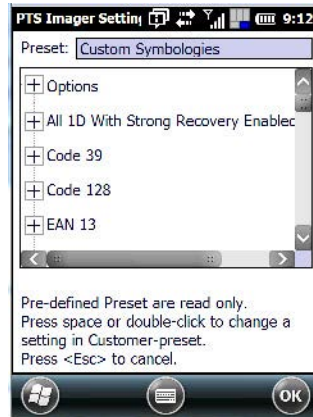 PTS Imager Settin 9:12
Preset: Custom Symbologies
Options
All 1D With Strong Recovery Enablec
Code 39
Code 128
EAN 13
Pre-defined Preset are read only.
Press space or double-click to change a
setting in Customer-preset.
Press <Esc> to cancel.
OK